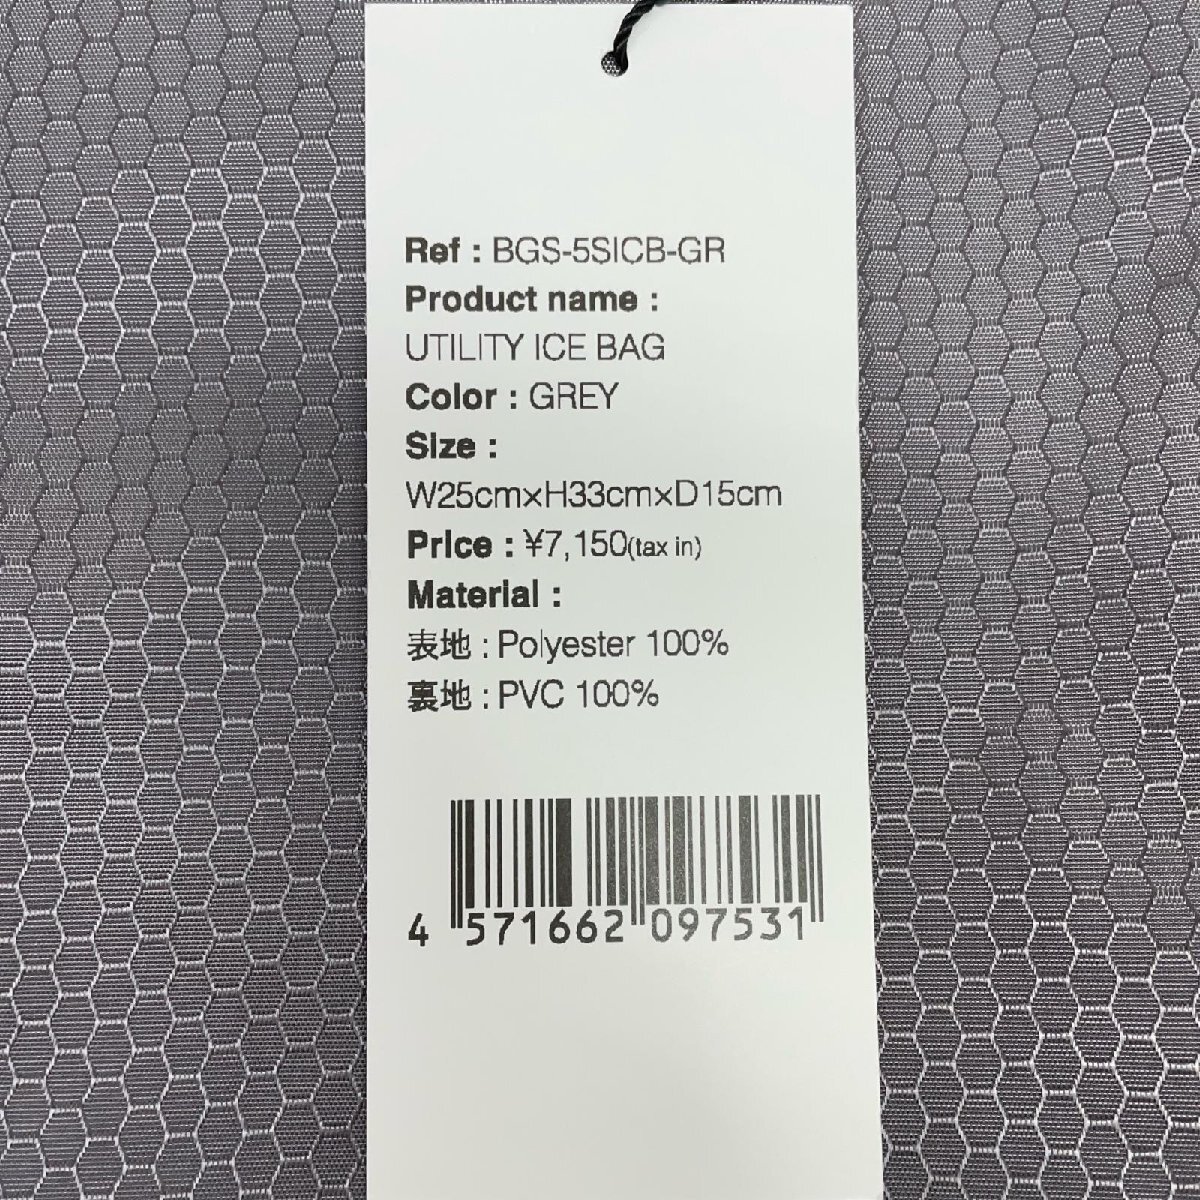 Ref : BGS-5SICB-GR
Product name :
UTILITY ICE BAG
Color : GREY
Size :
W25cm×H33cm×D15cm
Price : ¥7,150(tax in)
Material :
表地 : Polyester 100%
裏地 : PVC 100%
4 571662 097531